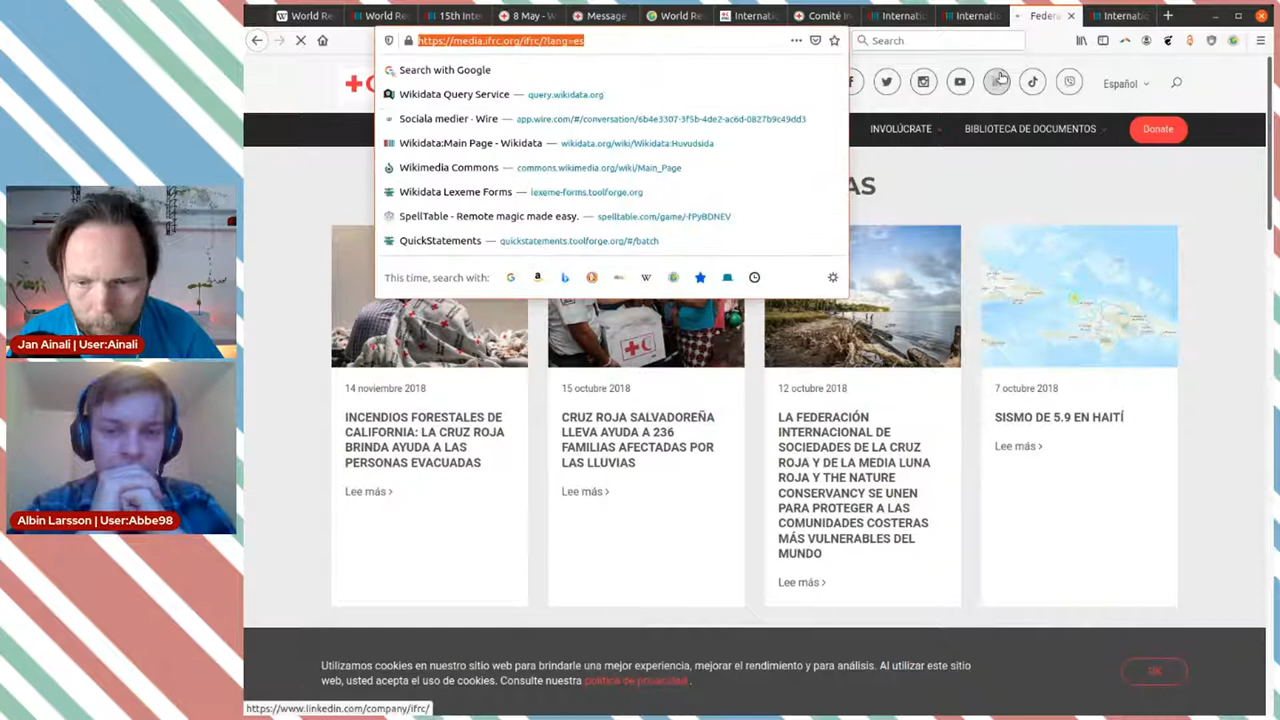 World Re
World Re
15th Inte
8 May - W
Message
World Re
Internati
Comité In
Internatic
Internatic
Federa
Internatic
https://media.ifrc.org/ifrc/?lang=es
Search
Search with Google
Wikidata Query Service — query.wikidata.org
Sociala medier · Wire — app.wire.com/#/conversation/6b4e3307-3f5b-4de2-ac6d-0827b9c49dd3
Wikidata:Main Page - Wikidata — wikidata.org/wiki/Wikidata:Huvudsida
Wikimedia Commons — commons.wikimedia.org/wiki/Main_Page
Wikidata Lexeme Forms — lexeme-forms.toolforge.org
SpellTable - Remote magic made easy. — spelltable.com/game/-fPyBDNEV
QuickStatements — quickstatements.toolforge.org/#/batch
This time, search with:
Español
INVOLÚCRATE
BIBLIOTECA DE DOCUMENTOS
Donate
AS
14 noviembre 2018
INCENDIOS FORESTALES DE
CALIFORNIA: LA CRUZ ROJA
BRINDA AYUDA A LAS
PERSONAS EVACUADAS
Lee más >
15 octubre 2018
CRUZ ROJA SALVADOREÑA
LLEVA AYUDA A 236
FAMILIAS AFECTADAS POR
LAS LLUVIAS
Lee más >
12 octubre 2018
LA FEDERACIÓN
INTERNACIONAL DE
SOCIEDADES DE LA CRUZ
ROJA Y DE LA MEDIA LUNA
ROJA Y THE NATURE
CONSERVANCY SE UNEN
PARA PROTEGER A LAS
COMUNIDADES COSTERAS
MÁS VULNERABLES DEL
MUNDO
Lee más >
7 octubre 2018
SISMO DE 5.9 EN HAITÍ
Lee más >
Utilizamos cookies en nuestro sitio web para brindarle una mejor experiencia, mejorar el rendimiento y para análisis. Al utilizar este sitio
web, usted acepta el uso de cookies. Consulte nuestra política de privacidad .
OK
https://www.linkedin.com/company/ifrc/
Jan Ainali | User:Ainali
Albin Larsson | User:Abbe98